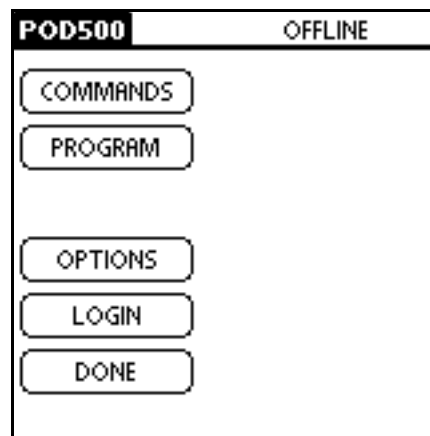 POD500 OFFLINE
COMMANDS
PROGRAM
OPTIONS
LOGIN
DONE